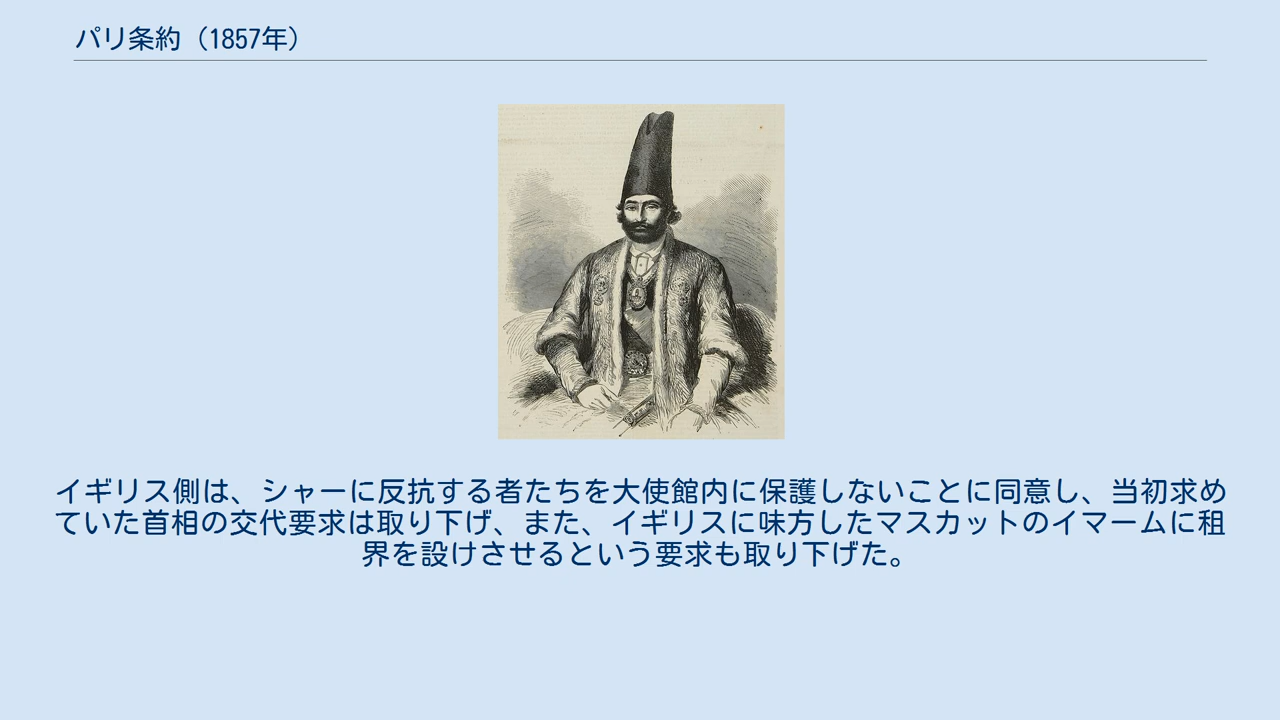 パリ条約（1857年）
イギリス側は、シャーに反抗する者たちを大使館内に保護しないことに同意し、当初求め
ていた首相の交代要求は取り下げ、また、イギリスに味方したマスカットのイマームに租
界を設けさせるという要求も取り下げた。